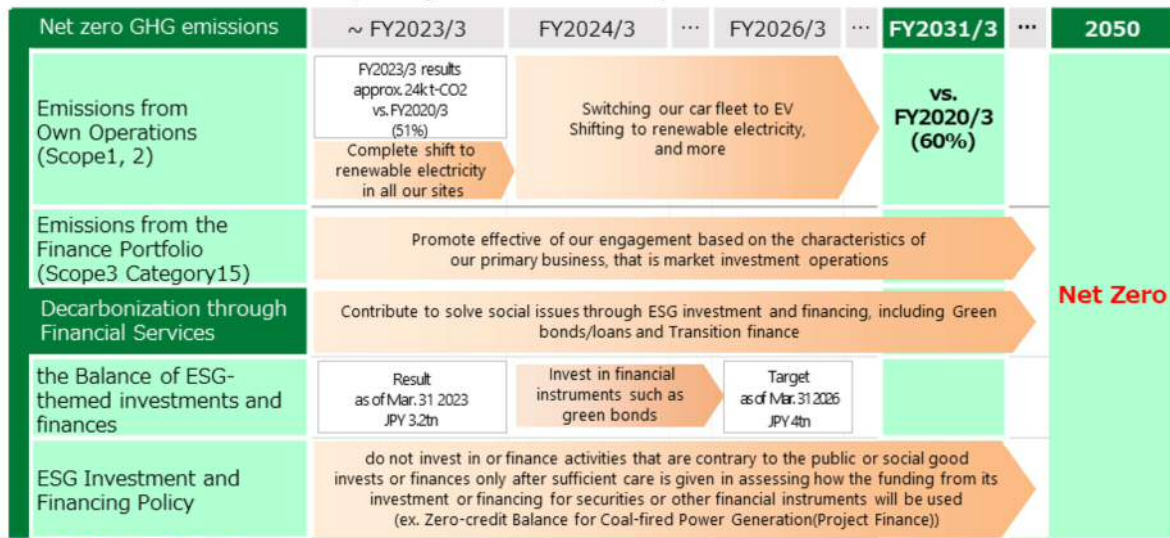 Net zero GHG emissions
~ FY2023/3
FY2024/3
...
FY2026/3
...
FY2031/3
...
2050
Emissions from
Own Operations
(Scope1, 2)
FY2023/3 results
approx. 24k t-CO2
vs. FY2020/3
(51%)
Complete shift to
renewable electricity
in all our sites
Switching our car fleet to EV
Shifting to renewable electricity,
and more
vs.
FY2020/3
(60%)
Emissions from the
Finance Portfolio
(Scope3 Category15)
Promote effective of our engagement based on the characteristics of
our primary business, that is market investment operations
Decarbonization through
Financial Services
Contribute to solve social issues through ESG investment and financing, including Green
bonds/loans and Transition finance
Net Zero
the Balance of ESG-
themed investments and
finances
Result
as of Mar. 31 2023
JPY 3.2tn
Invest in financial
instruments such as
green bonds
Target
as of Mar. 31 2026
JPY 4tn
ESG Investment and
Financing Policy
do not invest in or finance activities that are contrary to the public or social good
invests or finances only after sufficient care is given in assessing how the funding from its
investment or financing for securities or other financial instruments will be used
(ex. Zero-credit Balance for Coal-fired Power Generation(Project Finance))